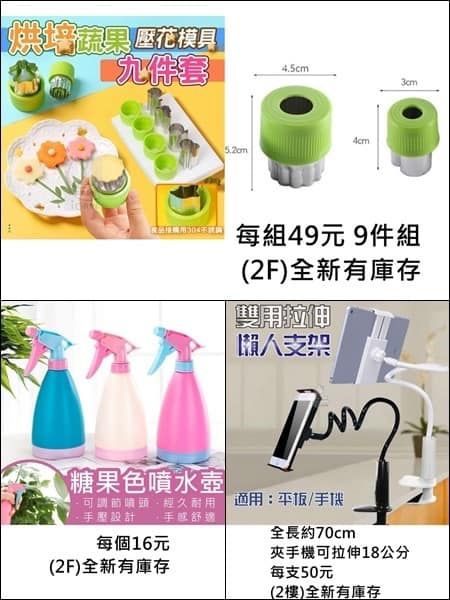 烘培蔬果壓花模具
九件套
食品接觸用304不銹鋼
4.5cm
3cm
5.2cm
4cm
每組49元 9件組
(2F)全新有庫存
糖果色噴水壺
·可調節噴頭 ·經久耐用
·手壓設計 ·手感舒適
每個16元
(2F)全新有庫存
雙用拉伸
懶人支架
適用：平板/手機
全長約70cm
夾手機可拉伸18公分
每支50元
(2樓)全新有庫存